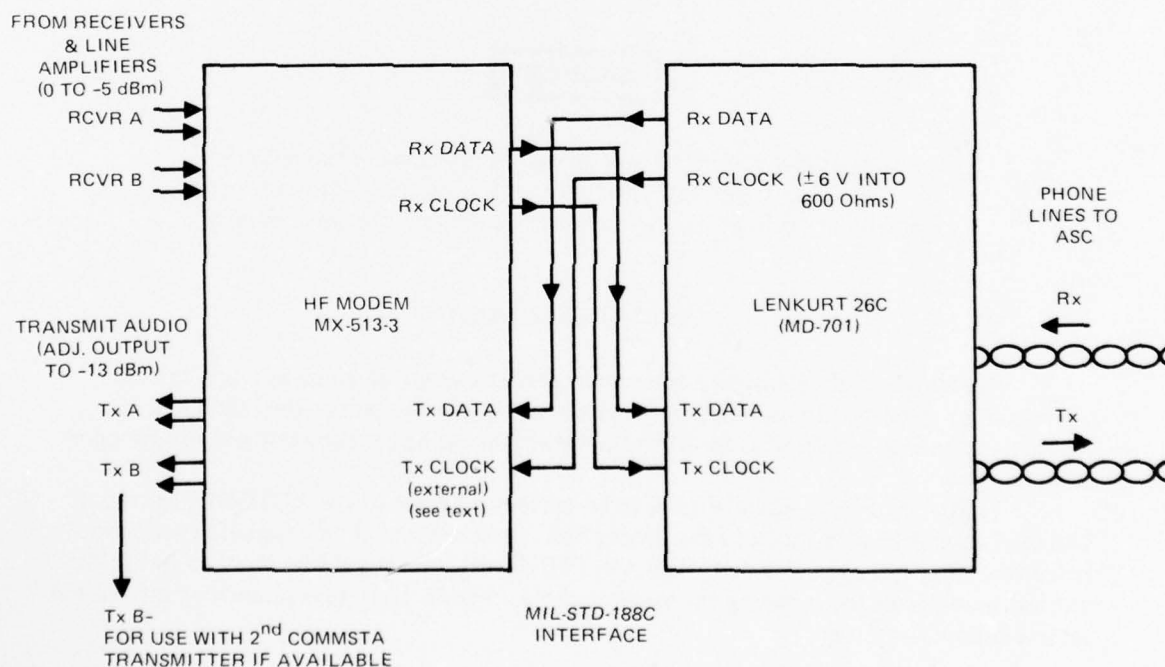 FROM RECEIVERS
& LINE
AMPLIFIERS
(0 TO -5 dBm)
RCVR A
RCVR B
TRANSMIT AUDIO
(ADJ. OUTPUT
TO -13 dBm)
Tx A
Tx B
Tx B-
FOR USE WITH 2nd COMMSTA
TRANSMITTER IF AVAILABLE
Rx DATA
Rx CLOCK
HF MODEM
MX-513-3
Tx DATA
Tx CLOCK
(external)
(see text)
MIL-STD-188C
INTERFACE
Rx DATA
Rx CLOCK (±6 V INTO
600 Ohms)
LENKURT 26C
(MD-701)
Tx DATA
Tx CLOCK
PHONE
LINES TO
ASC
Rx
Tx